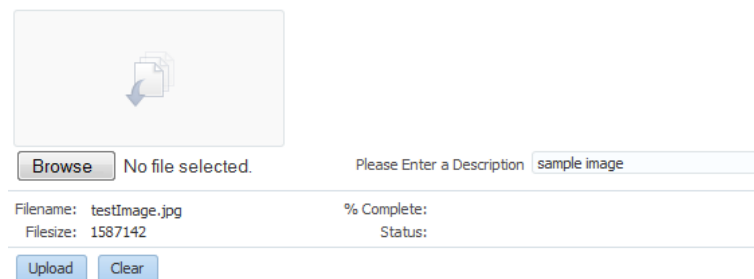 Browse No file selected. Please Enter a Description sample image
Filename: testImage.jpg % Complete:
Filesize: 1587142 Status:
Upload Clear